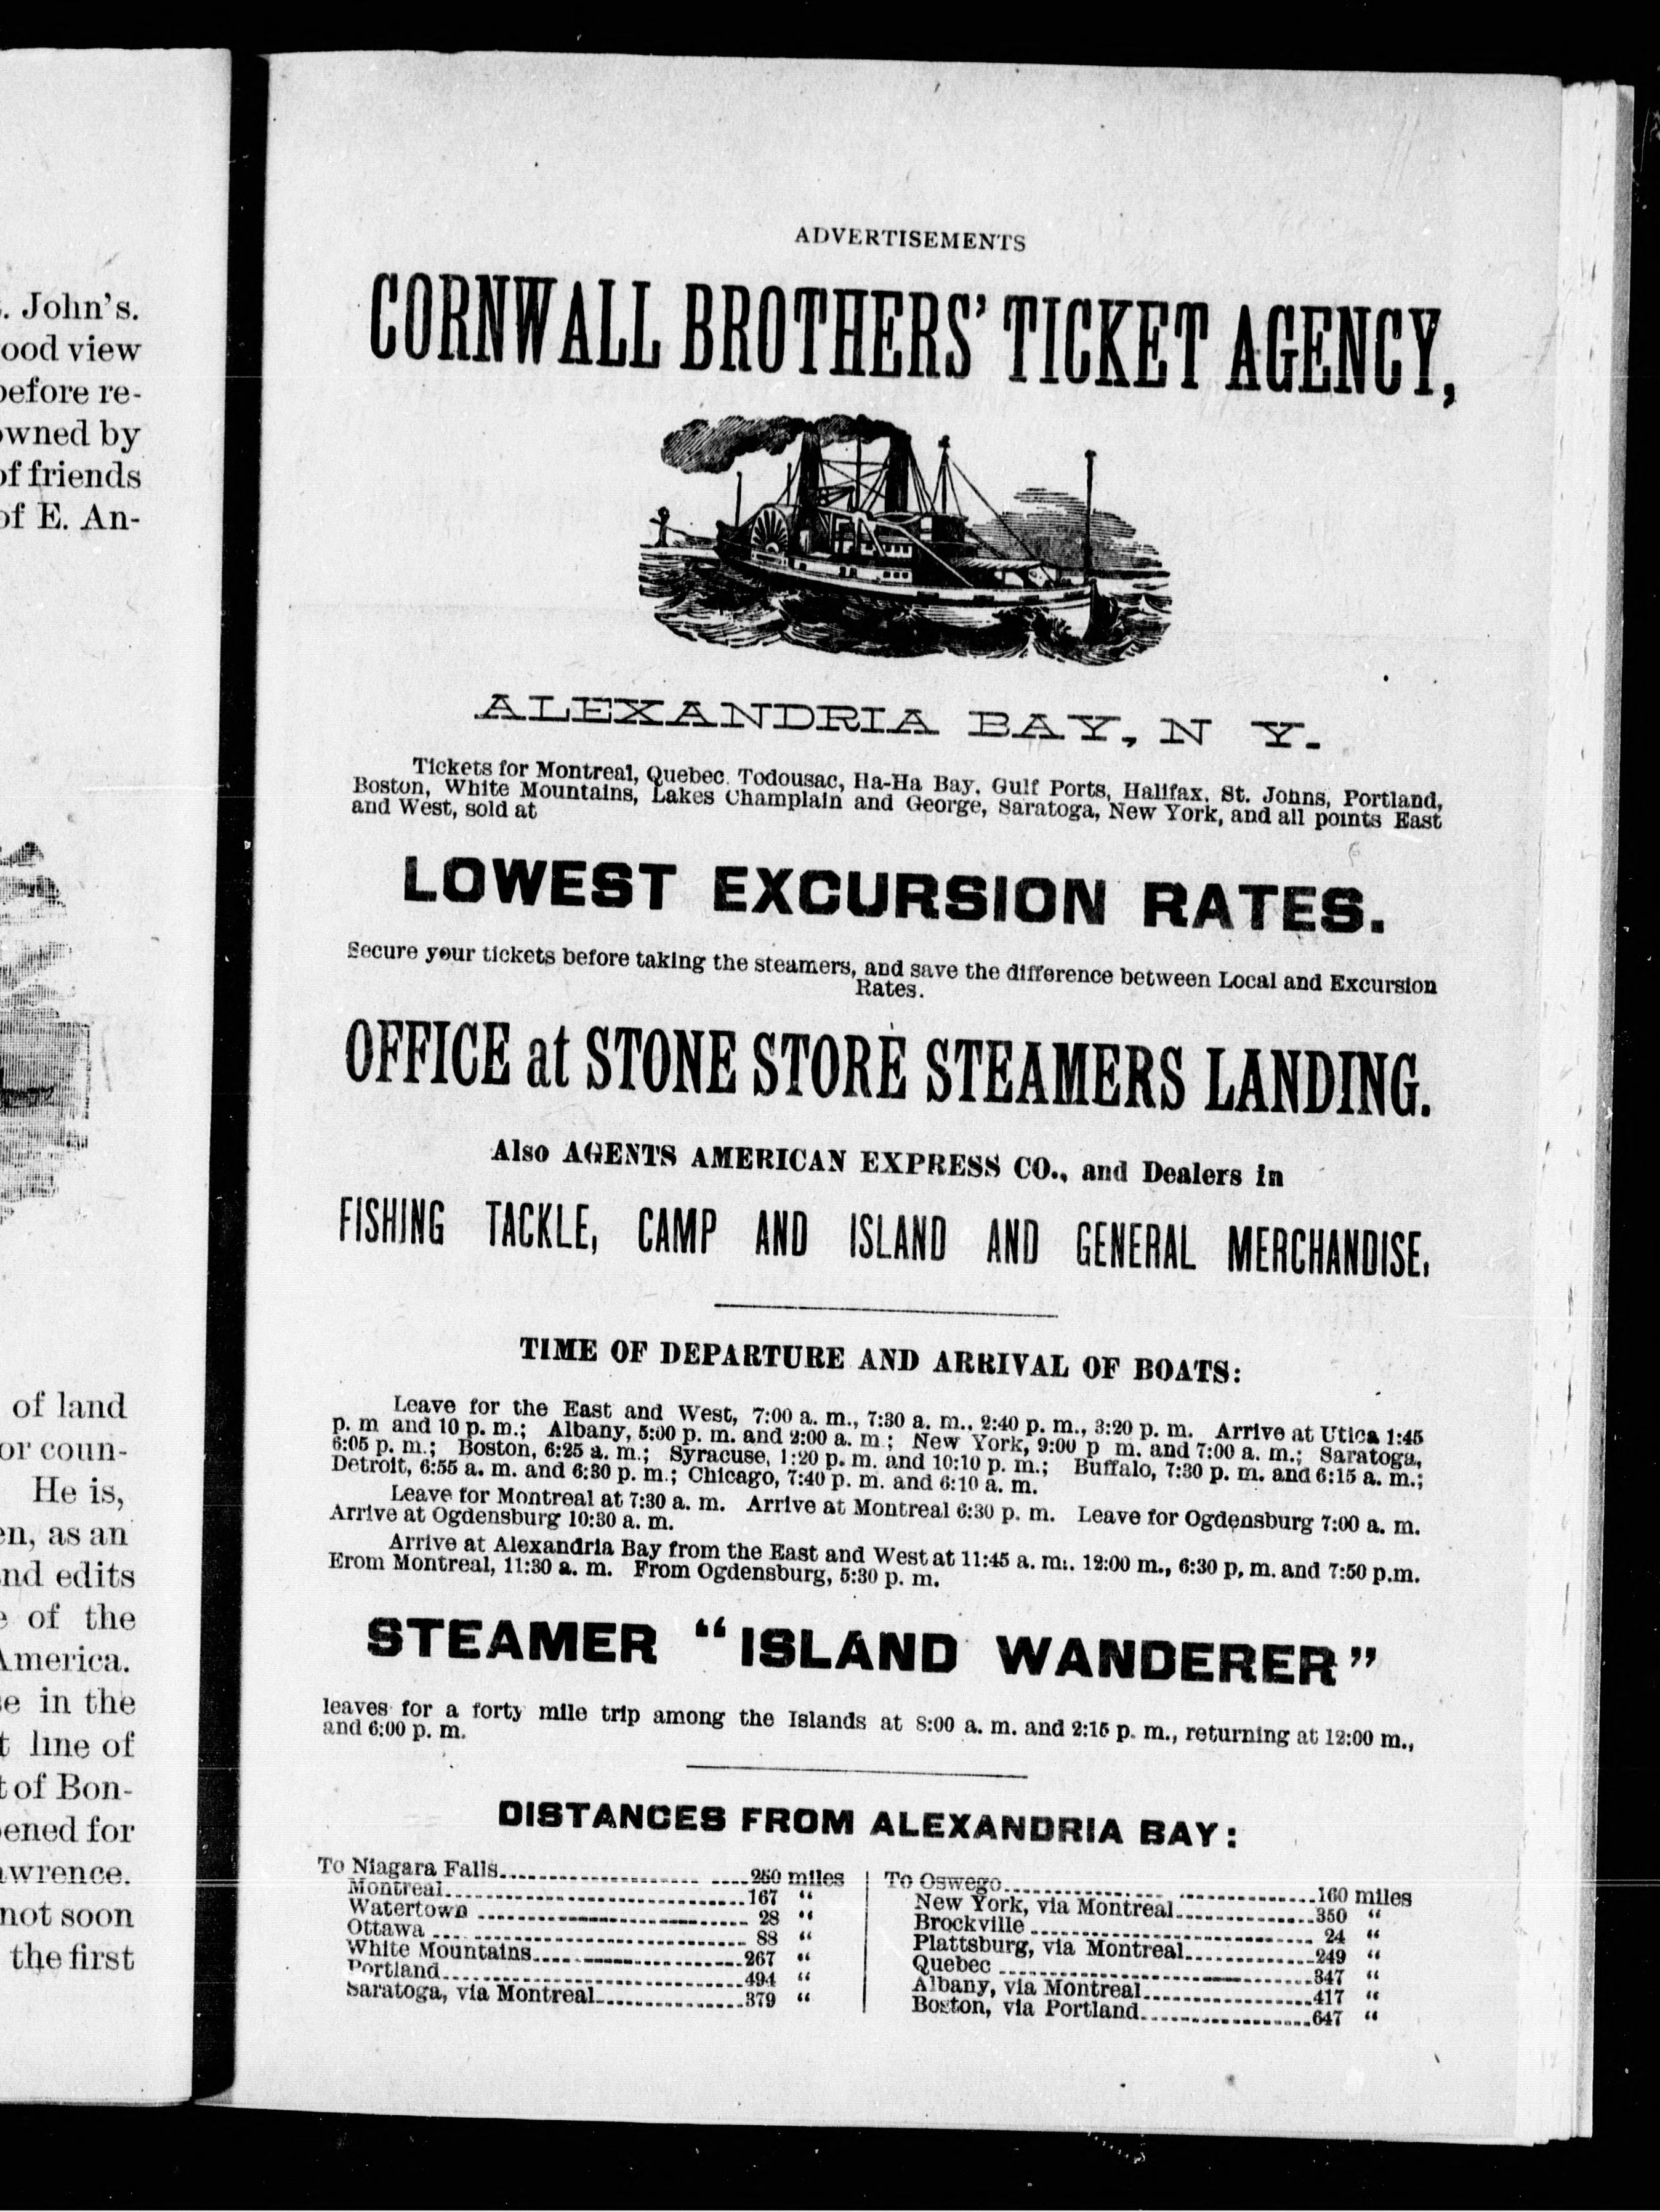 . John's.
ood view
before re-
owned by
of friends
of E. An-
of land
or coun-
He is,
en, as an
nd edits
e of the
America.
e in the
t line of
t of Bon-
ened for
awrence.
not soon
the first
ADVERTISEMENTS
CORNWALL BROTHERS' TICKET AGENCY,
ALEXANDRIA BAY, N Y.
Tickets for Montreal, Quebec. Todousac, Ha-Ha Bay, Gulf Ports, Halifax, St. Johns, Portland,
Boston, White Mountains, Lakes Champlain and George, Saratoga, New York, and all points East
and West, sold at
LOWEST EXCURSION RATES.
Secure your tickets before taking the steamers, and save the difference between Local and Excursion
Rates.
OFFICE at STONE STORE STEAMERS LANDING.
Also AGENTS AMERICAN EXPRESS CO., and Dealers in
FISHING TACKLE, CAMP AND ISLAND AND GENERAL MERCHANDISE.
TIME OF DEPARTURE AND ARRIVAL OF BOATS:
Leave for the East and West, 7:00 a. m., 7:30 a. m., 2:40 p. m., 3:20 p. m. Arrive at Utica 1:45
p. m and 10 p. m.; Albany, 5:00 p. m. and 2:00 a. m.; New York, 9:00 p m. and 7:00 a. m.; Saratoga,
6:05 p. m.; Boston, 6:25 a. m.; Syracuse, 1:20 p. m. and 10:10 p. m.; Buffalo, 7:30 p. m. and 6:15 a. m.;
Detroit, 6:55 a. m. and 6:30 p. m.; Chicago, 7:40 p. m. and 6:10 a. m.
Leave for Montreal at 7:30 a. m. Arrive at Montreal 6:30 p. m. Leave for Ogdensburg 7:00 a. m.
Arrive at Ogdensburg 10:30 a. m.
Arrive at Alexandria Bay from the East and West at 11:45 a. m:. 12:00 m., 6:30 p, m. and 7:50 p.m.
Erom Montreal, 11:30 a. m. From Ogdensburg, 5:30 p. m.
STEAMER "ISLAND WANDERER"
leaves for a forty mile trip among the Islands at 8:00 a. m. and 2:15 p. m., returning at 12:00 m.,
and 6:00 p. m.
DISTANCES FROM ALEXANDRIA BAY:
To Niagara Falls..........250 miles
Montreal..........167 "
Watertown..........28 "
Ottawa..........88 "
White Mountains..........267 "
Portland..........494 "
Saratoga, via Montreal..........379 "
To Oswego..........160 miles
New York, via Montreal..........350 "
Brockville..........24 "
Plattsburg, via Montreal..........249 "
Quebec..........347 "
Albany, via Montreal..........417 "
Boston, via Portland..........647 "